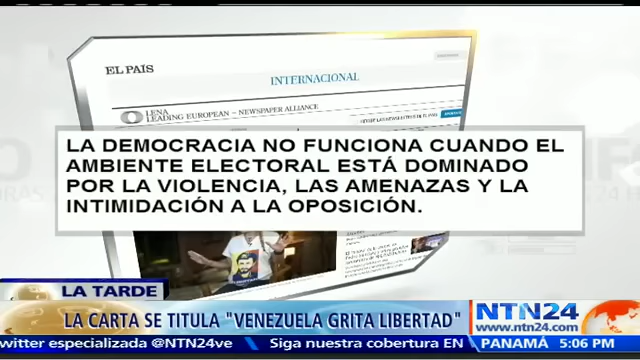 EL PAÍS
INTERNACIONAL
LENA
LEADING EUROPEAN - NEWSPAPER ALLIANCE
LA DEMOCRACIA NO FUNCIONA CUANDO EL
AMBIENTE ELECTORAL ESTÁ DOMINADO
POR LA VIOLENCIA, LAS AMENAZAS Y LA
INTIMIDACIÓN A LA OPOSICIÓN.
LA TARDE
LA CARTA SE TITULA "VENEZUELA GRITA LIBERTAD"
NTN24
www.ntn24.com
witter especializado @NTN24ve | Siga nuestra cobertura EN
PANAMÁ 5:06 PM